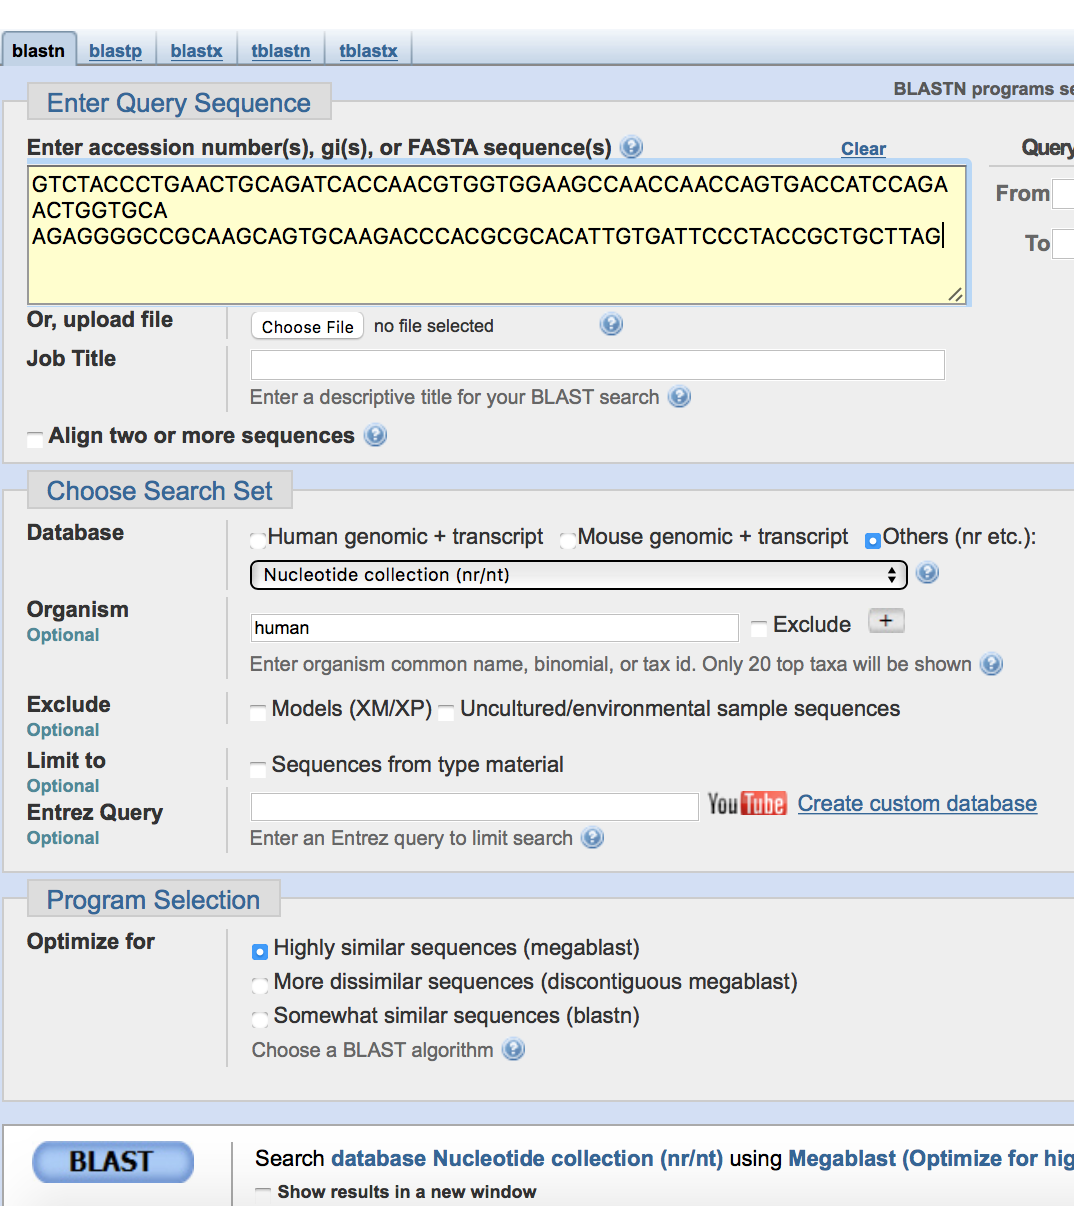 blastn blastp blastx tblastn tblastx
BLASTN programs se
Enter Query Sequence
Enter accession number(s), gi(s), or FASTA sequence(s) Clear Query
GTCTACCCTGAACTGCAGATCACCAACGTGGTGGAAGCCAACCAACCAGTGACCATCCAGA
ACTGGTGCA
AGAGGGGCCGCAAGCAGTGCAAGACCCACGCGCACATTGTGATTCCCTACCGCTGCTTAG
From
To
Or, upload file Choose File no file selected
Job Title
Enter a descriptive title for your BLAST search
Align two or more sequences
Choose Search Set
Database Human genomic + transcript Mouse genomic + transcript Others (nr etc.):
Nucleotide collection (nr/nt)
Organism
Optional
human Exclude +
Enter organism common name, binomial, or tax id. Only 20 top taxa will be shown
Exclude
Optional
Models (XM/XP) Uncultured/environmental sample sequences
Limit to
Optional
Sequences from type material
Entrez Query
Optional
YouTube Create custom database
Enter an Entrez query to limit search
Program Selection
Optimize for
Highly similar sequences (megablast)
More dissimilar sequences (discontiguous megablast)
Somewhat similar sequences (blastn)
Choose a BLAST algorithm
BLAST
Search database Nucleotide collection (nr/nt) using Megablast (Optimize for hig
Show results in a new window